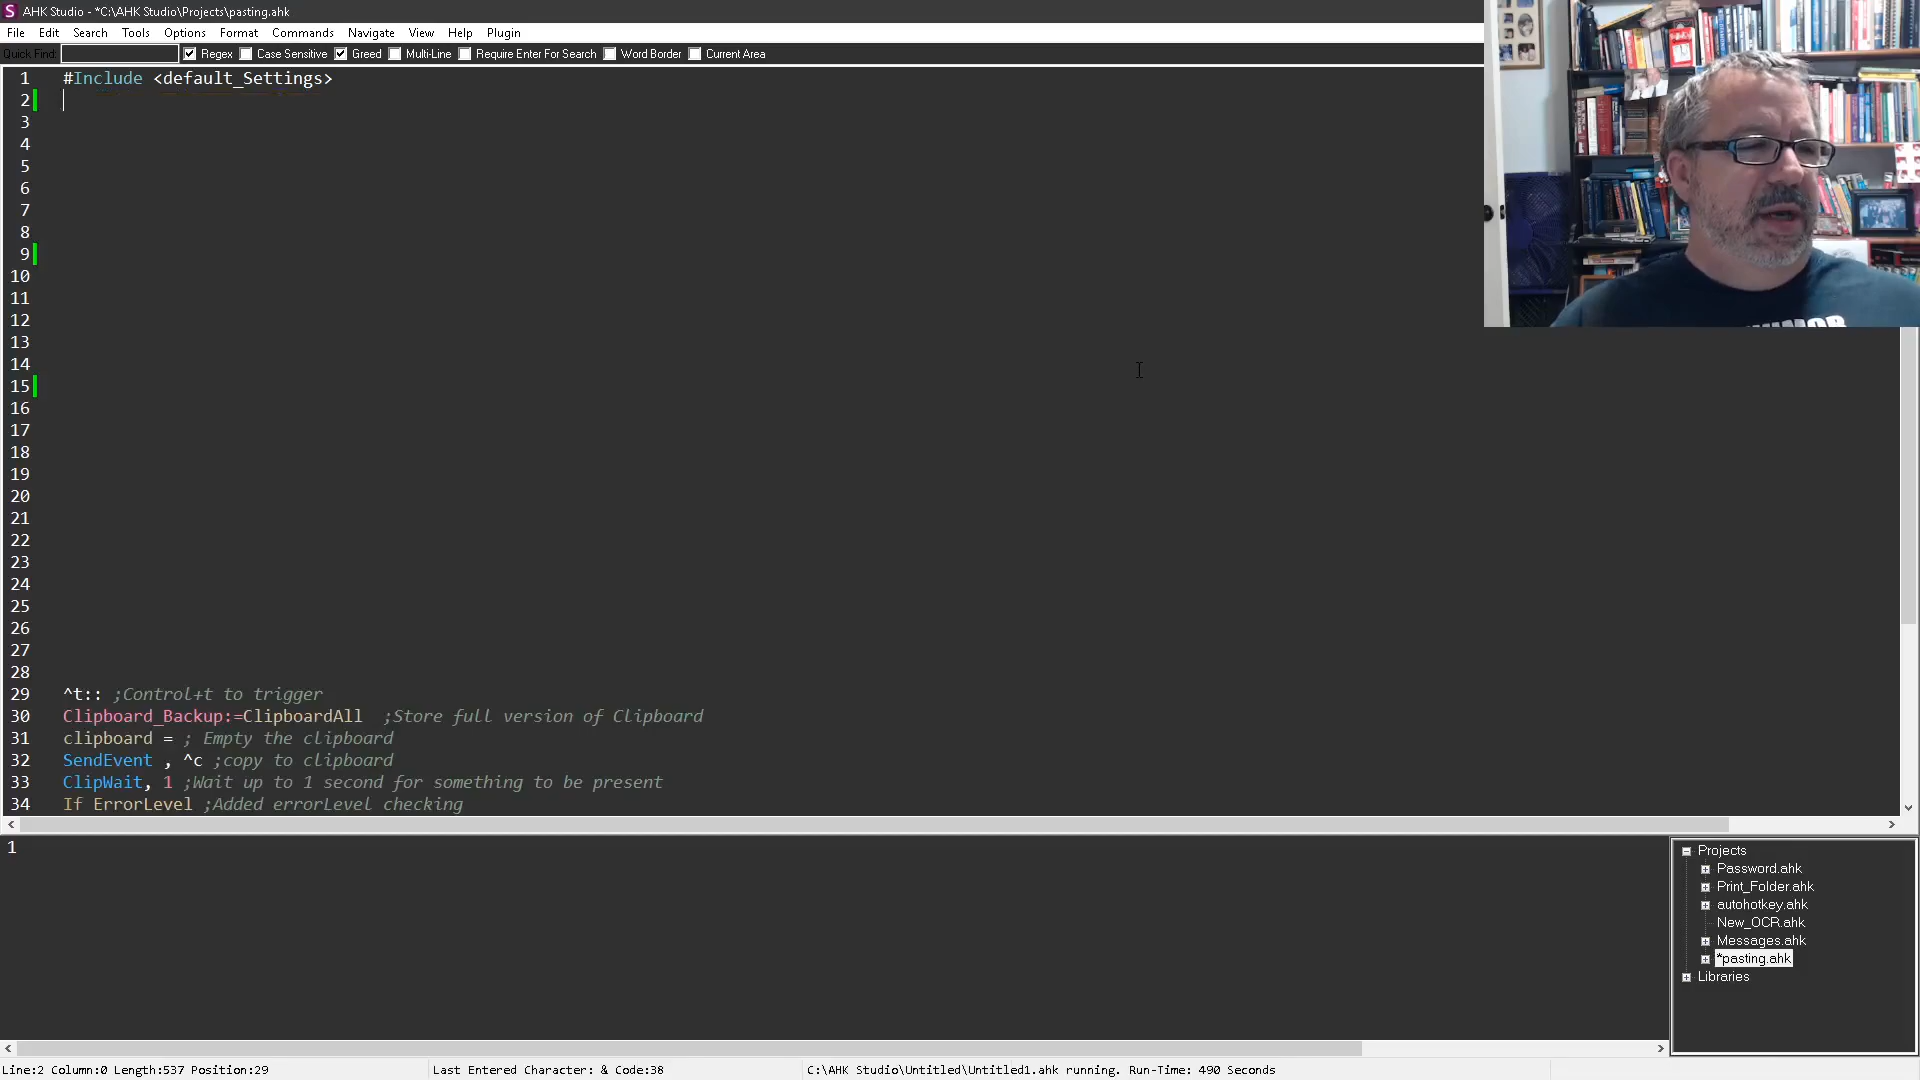 AHK Studio - *C:\AHK Studio\Projects\pasting.ahk
File Edit Search Tools Options Format Commands Navigate View Help Plugin
Quick Find: Regex Case Sensitive Greed Multi-Line Require Enter For Search Word Border Current Area
1 #Include <default_Settings>
2
3
4
5
6
7
8
9
10
11
12
13
14
15
16
17
18
19
20
21
22
23
24
25
26
27
28
29 ^t:: ;Control+t to trigger
30 Clipboard_Backup:=ClipboardAll ;Store full version of Clipboard
31 clipboard = ; Empty the clipboard
32 SendEvent , ^c ;copy to clipboard
33 ClipWait, 1 ;Wait up to 1 second for something to be present
34 If ErrorLevel ;Added errorLevel checking
1
Projects
Password.ahk
Print_Folder.ahk
autohotkey.ahk
New_OCR.ahk
Messages.ahk
*pasting.ahk
Libraries
Line:2 Column:0 Length:537 Position:29 Last Entered Character: & Code:38 C:\AHK Studio\Untitled\Untitled1.ahk running. Run-Time: 490 Seconds